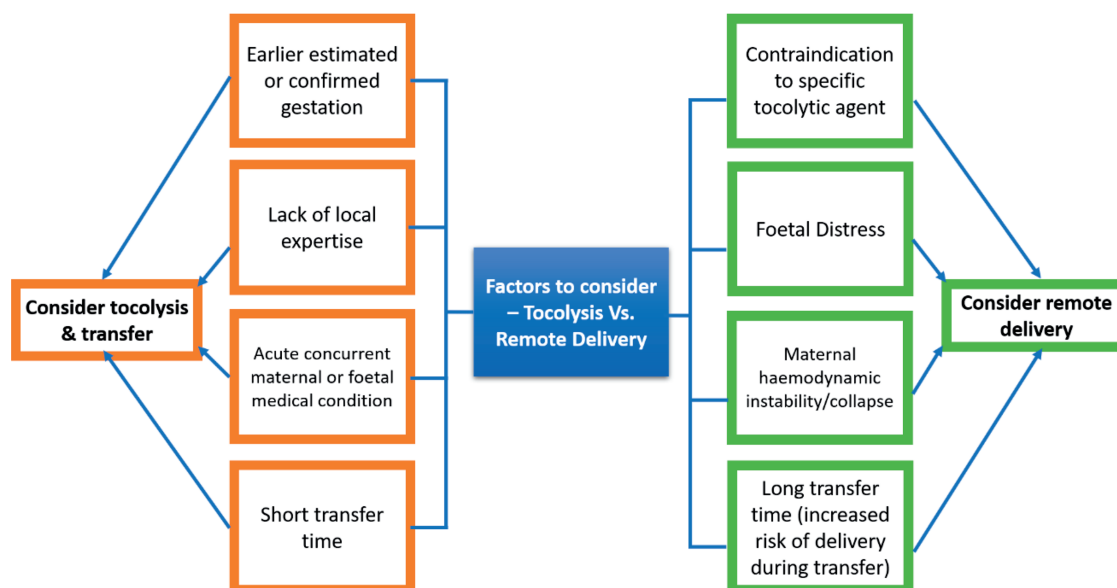 Earlier estimated
or confirmed
gestation
Lack of local
expertise
Consider tocolysis
& transfer
Acute concurrent
maternal or foetal
medical condition
Short transfer
time
Factors to consider
– Tocolysis Vs.
Remote Delivery
Contraindication
to specific
tocolytic agent
Foetal Distress
Consider remote
delivery
Maternal
haemodynamic
instability/collapse
Long transfer
time (increased
risk of delivery
during transfer)